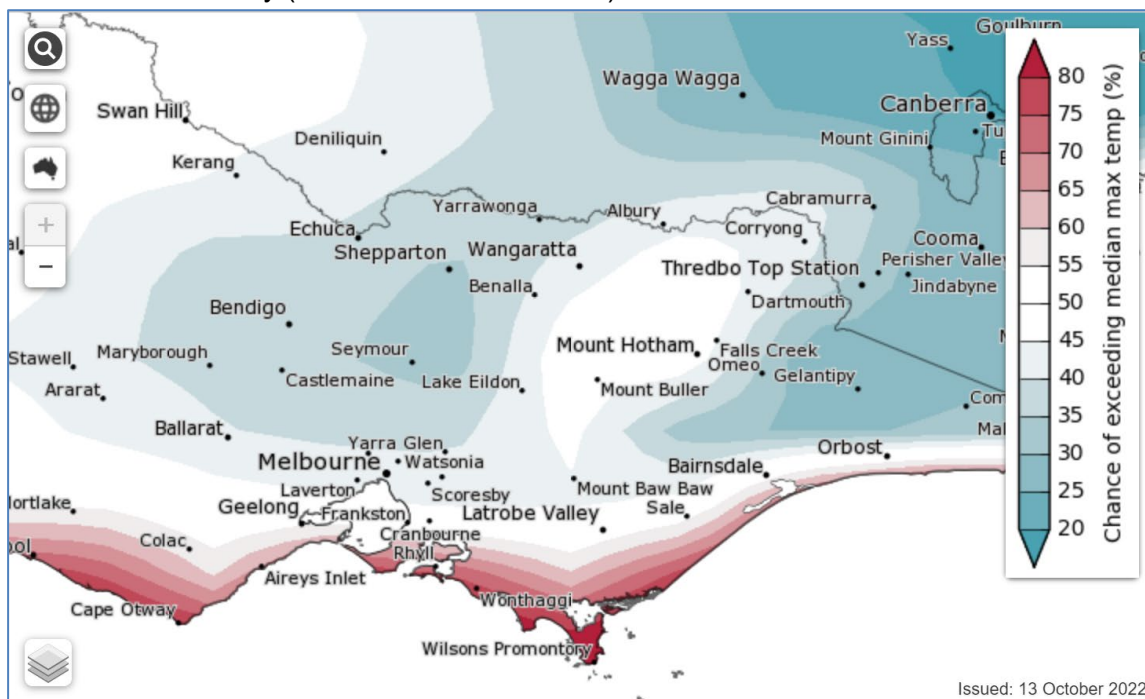 Goulburn
Yass
Wagga Wagga
Canberra
Swan Hill
Deniliquin
Mount Ginini
Kerang
Yarrawonga
Albury
Cabramurra
Echuca
Corryong
Cooma
Shepparton
Wangaratta
Thredbo Top Station
Perisher Valley
Benalla
Jindabyne
Dartmouth
Bendigo
Stawell
Maryborough
Seymour
Mount Hotham
Falls Creek
Omeo
Castlemaine
Lake Eildon
Mount Buller
Gelantipy
Ararat
Ballarat
Orbost
Yarra Glen
Melbourne
Watsonia
Bairnsdale
Laverton
Scoresby
Mount Baw Baw
Geelong
Frankston
Latrobe Valley
Sale
Cranbourne
Colac
Rhyll
Aireys Inlet
Wonthaggi
Cape Otway
Wilsons Promontory
80
75
70
65
60
55
50
45
40
35
30
25
20
Chance of exceeding median max temp (%)
Issued: 13 October 2022